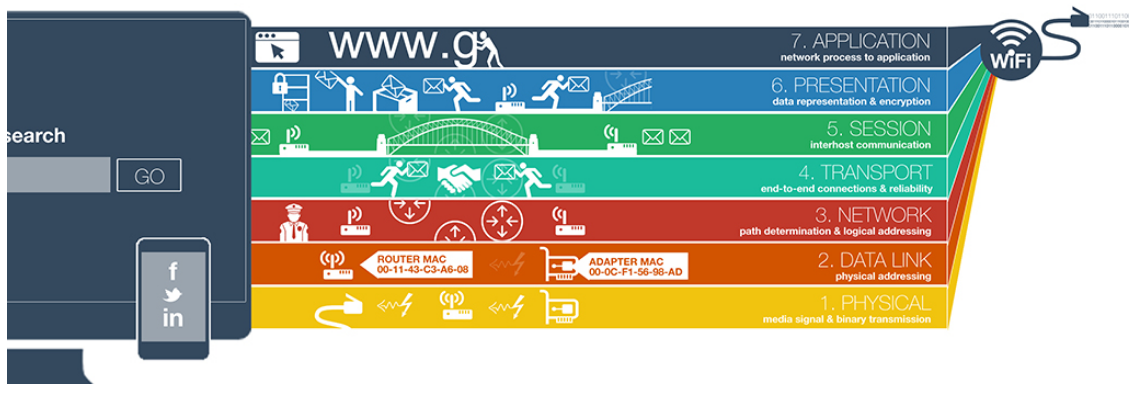 www.g
7. APPLICATION
network process to application
WiFi
6. PRESENTATION
data representation & encryption
search
5. SESSION
interhost communication
GO
4. TRANSPORT
end-to-end connections & reliability
3. NETWORK
path determination & logical addressing
ROUTER MAC
00-11-43-C3-A6-08
ADAPTER MAC
00-0C-F1-56-98-AD
2. DATA LINK
physical addressing
f
in
1. PHYSICAL
media signal & binary transmission